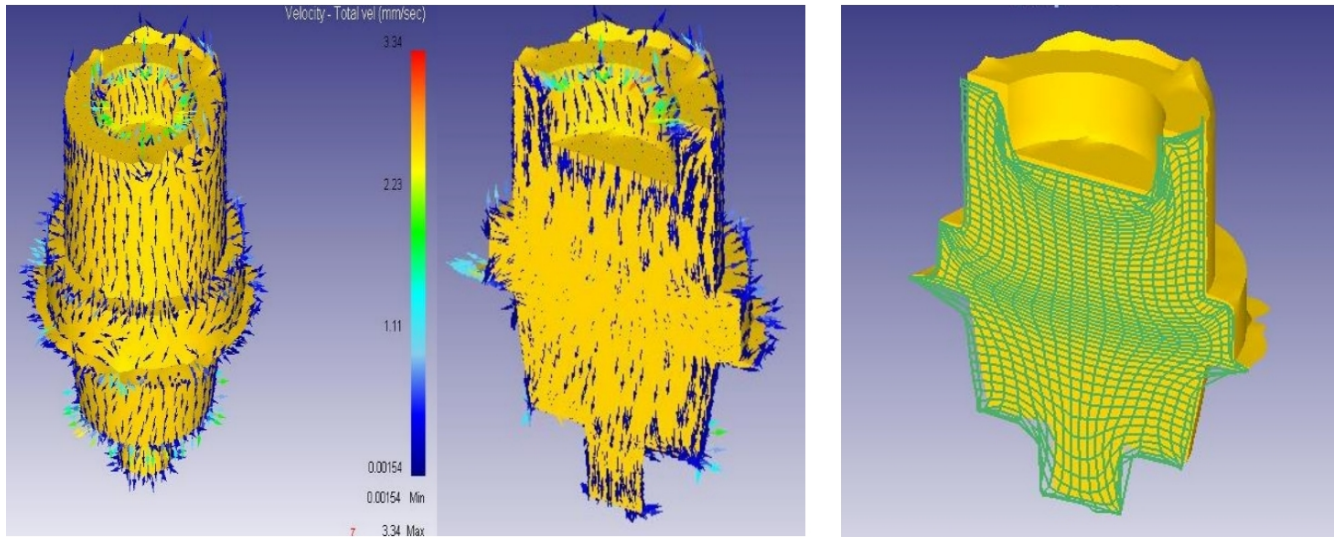 Velocity - Total vel (mm/sec)
3.34
2.23
1.11
0.00154
0.00154 Min
7 3.34 Max